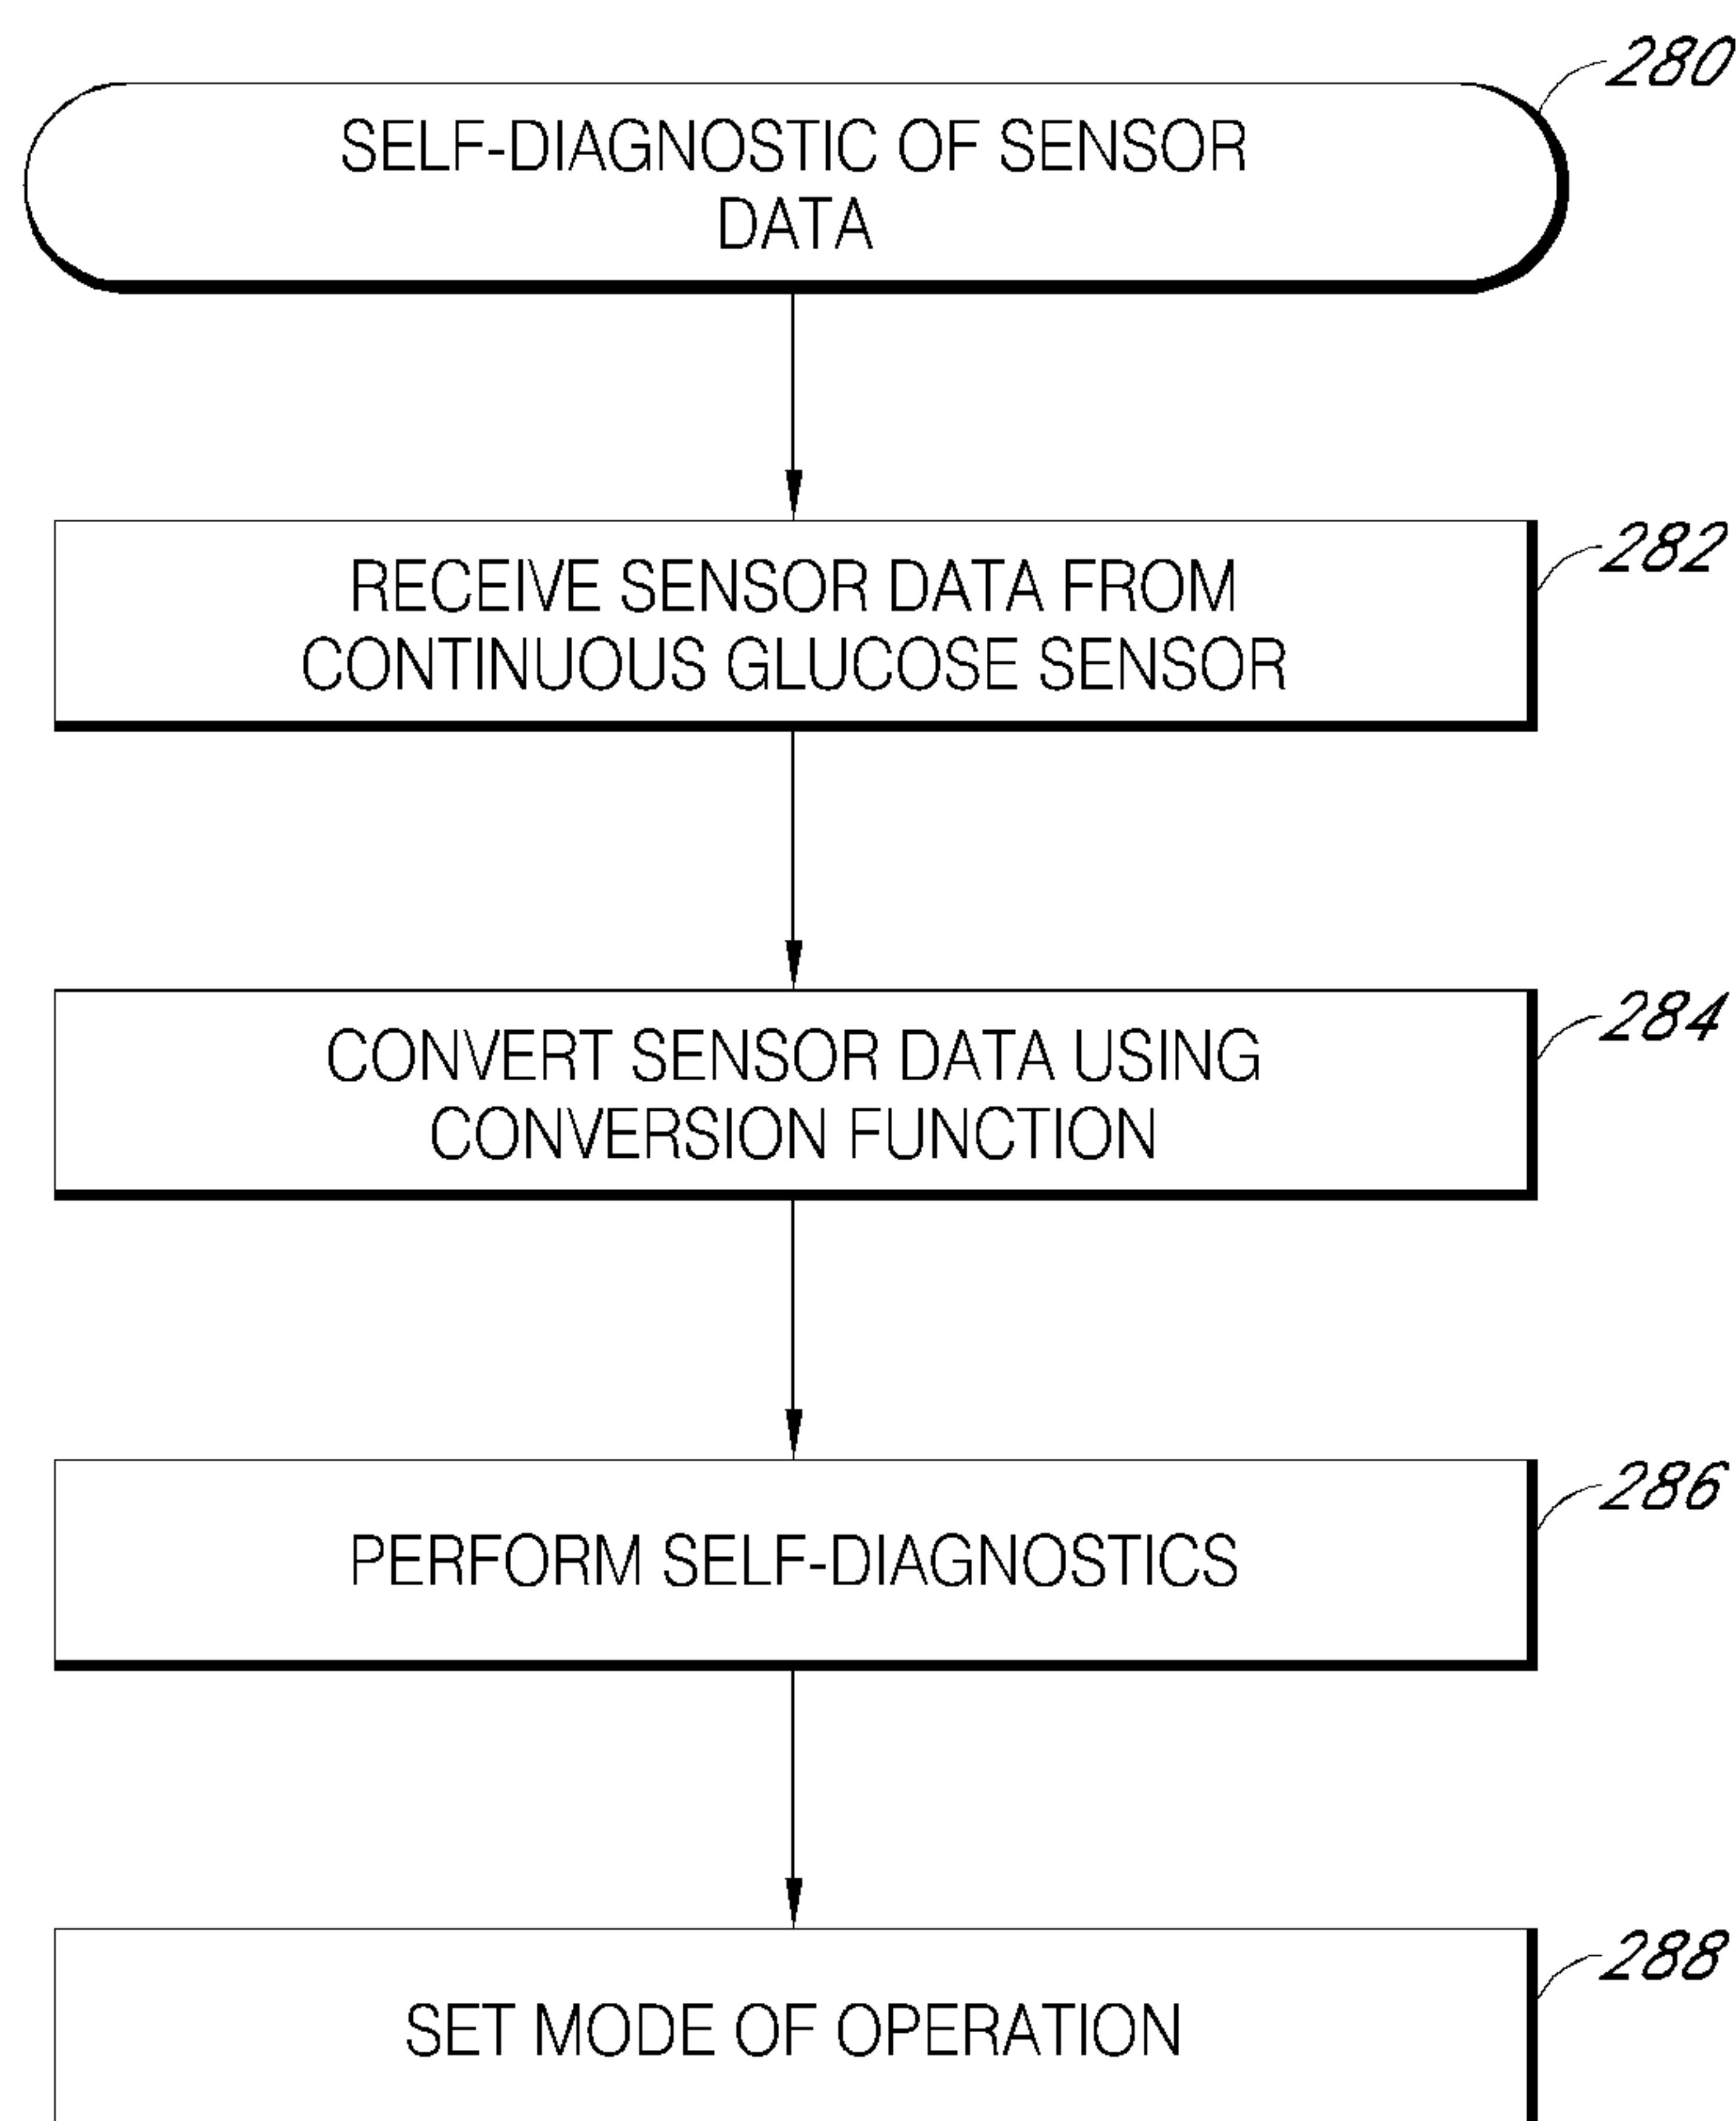 280
SELF-DIAGNOSTIC OF SENSOR
DATA
282
RECEIVE SENSOR DATA FROM
CONTINUOUS GLUCOSE SENSOR
284
CONVERT SENSOR DATA USING
CONVERSION FUNCTION
286
PERFORM SELF-DIAGNOSTICS
288
SET MODE OF OPERATION